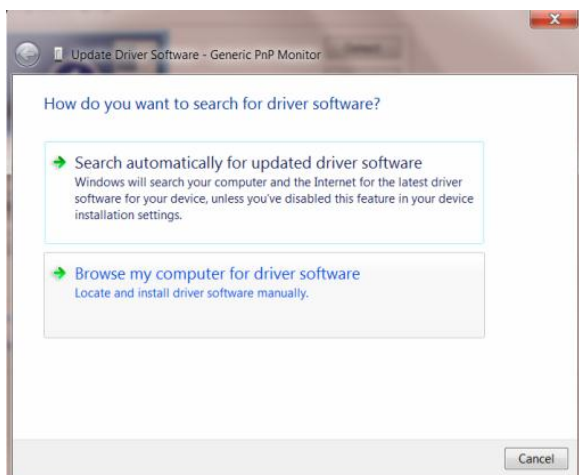 Update Driver Software - Generic PnP Monitor
How do you want to search for driver software?
Search automatically for updated driver software
Windows will search your computer and the Internet for the latest driver
software for your device, unless you've disabled this feature in your device
installation settings.
Browse my computer for driver software
Locate and install driver software manually.
Cancel